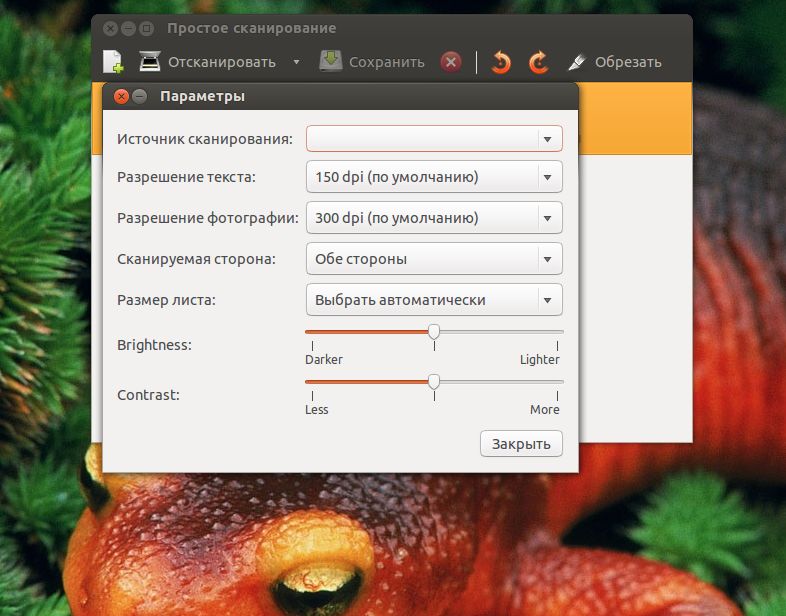 Простое сканирование
Отсканировать Сохранить Обрезать
Параметры
Источник сканирования:
Разрешение текста: 150 dpi (по умолчанию)
Разрешение фотографии: 300 dpi (по умолчанию)
Сканируемая сторона: Обе стороны
Размер листа: Выбрать автоматически
Brightness:
Darker Lighter
Contrast:
Less More
Закрыть